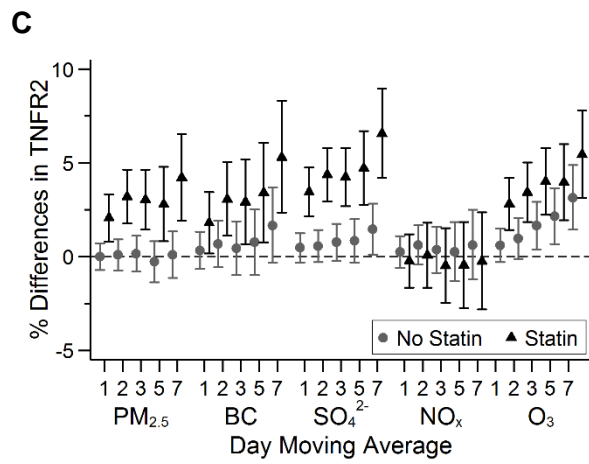 C
% Differences in TNFR2
10
5
0
-5
No Statin Statin
1 2 3 5 7 1 2 3 5 7 1 2 3 5 7 1 2 3 5 7 1 2 3 5 7
PM2.5 BC SO4 2- NOx O3
Day Moving Average